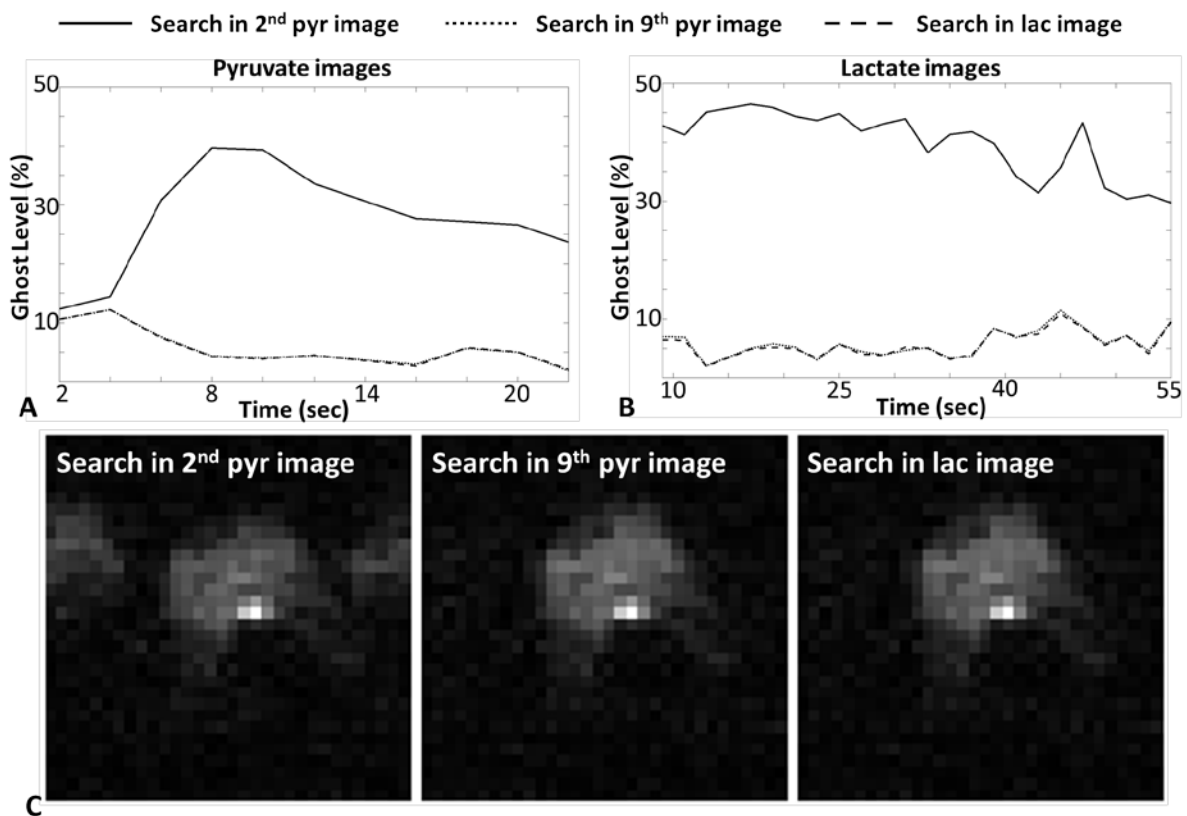 Search in 2nd pyr image Search in 9th pyr image Search in lac image
Pyruvate images
50
30
10
Ghost Level (%)
2 8 14 20
Time (sec)
A
Lactate images
50
30
10
Ghost Level (%)
10 25 40 55
Time (sec)
B
Search in 2nd pyr image
Search in 9th pyr image
Search in lac image
C